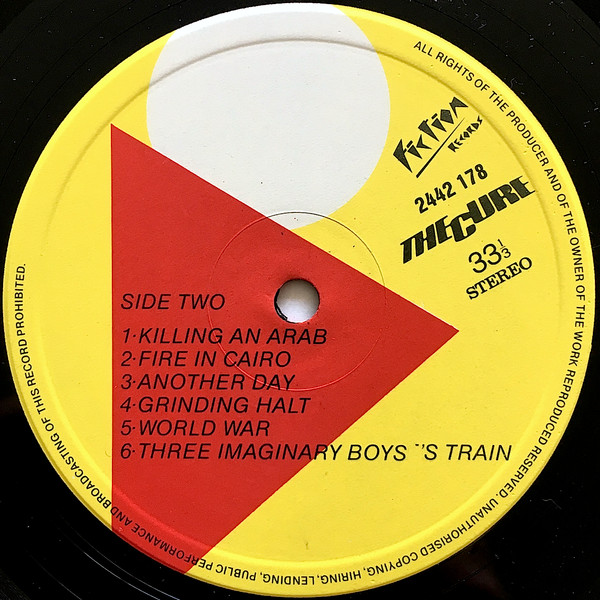 FICTION
RECORDS
2442 178
THE CURE
33⅓
STEREO
SIDE TWO
1·KILLING AN ARAB
2·FIRE IN CAIRO
3·ANOTHER DAY
4·GRINDING HALT
5·WORLD WAR
6·THREE IMAGINARY BOYS ¨'S TRAIN
ALL RIGHTS OF THE PRODUCER AND OF THE OWNER OF THE WORK REPRODUCED RESERVED. UNAUTHORISED COPYING, HIRING, LENDING, PUBLIC PERFORMANCE AND BROADCASTING OF THIS RECORD PROHIBITED.